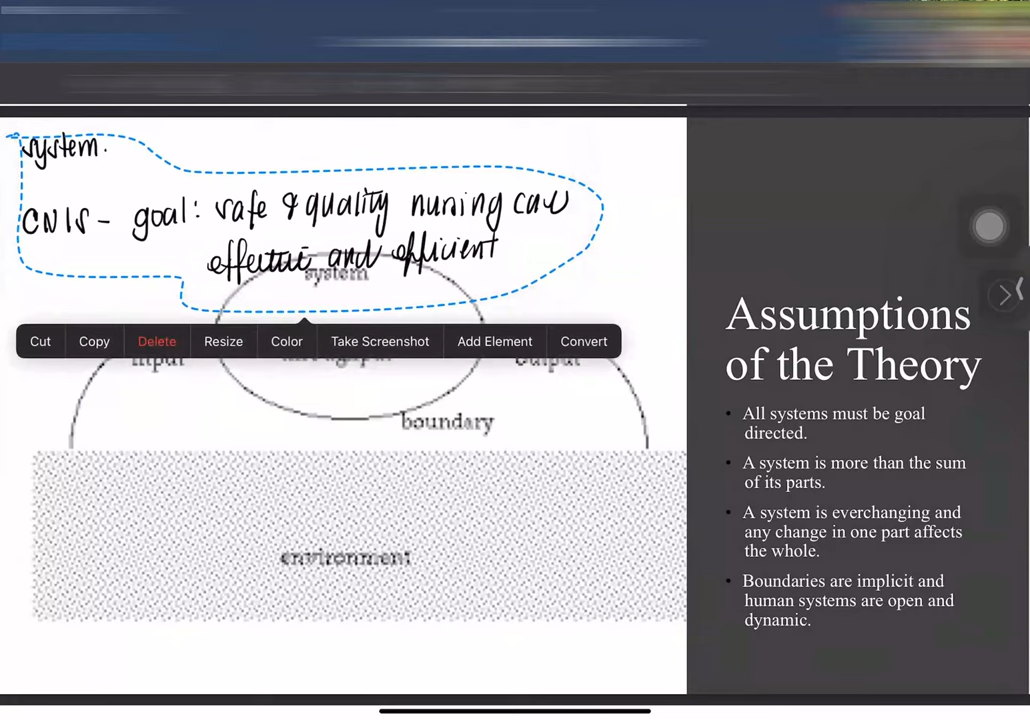 system.
CNIS - goal: safe & quality nursing care
effective and efficient
system
Cut Copy Delete Resize Color Take Screenshot Add Element Convert
input output
boundary
environment
Assumptions
of the Theory
• All systems must be goal
directed.
• A system is more than the sum
of its parts.
• A system is everchanging and
any change in one part affects
the whole.
• Boundaries are implicit and
human systems are open and
dynamic.